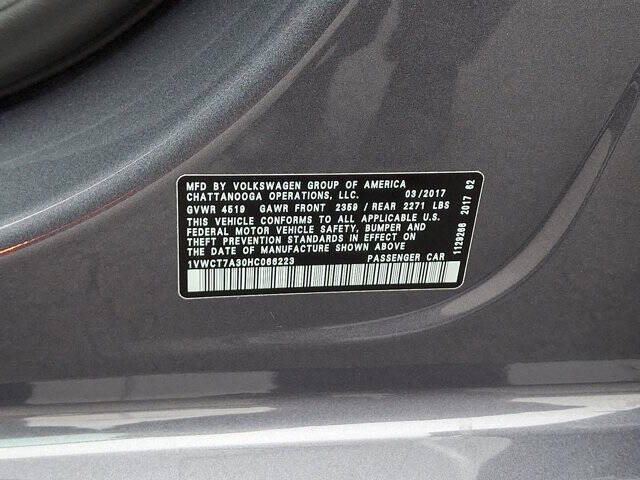 MFD BY VOLKSWAGEN GROUP OF AMERICA
CHATTANOOGA OPERATIONS, LLC. 03/2017
GVWR 4519 GAWR FRONT 2359 / REAR 2271 LBS
THIS VEHICLE CONFORMS TO ALL APPLICABLE U.S.
FEDERAL MOTOR VEHICLE SAFETY, BUMPER AND
THEFT PREVENTION STANDARDS IN EFFECT ON
THE DATE OF MANUFACTURE SHOWN ABOVE
1VWCT7A30HC066223 PASSENGER CAR
1129266 2017 62